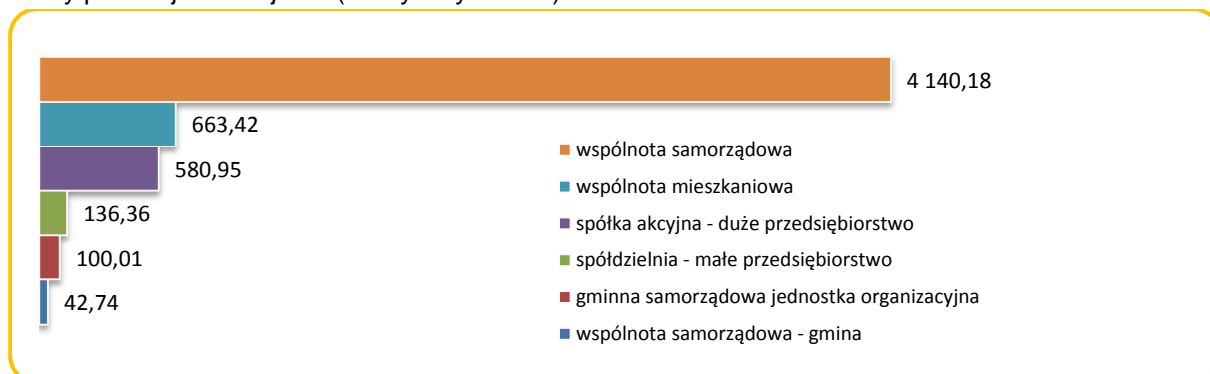 4 140,18
663,42
580,95
136,36
100,01
42,74
wspólnota samorządowa
wspólnota mieszkaniowa
spółka akcyjna - duże przedsiębiorstwo
spółdzielnia - małe przedsiębiorstwo
gminna samorządowa jednostka organizacyjna
wspólnota samorządowa - gmina